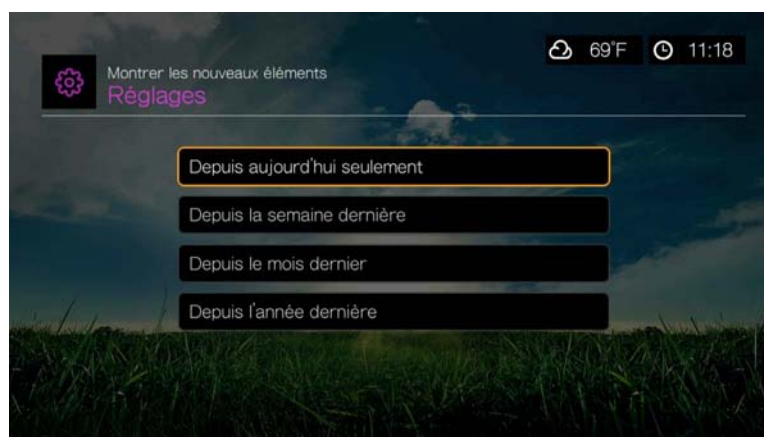 69°F 11:18
Montrer les nouveaux éléments
Réglages
Depuis aujourd'hui seulement
Depuis la semaine dernière
Depuis le mois dernier
Depuis l'année dernière